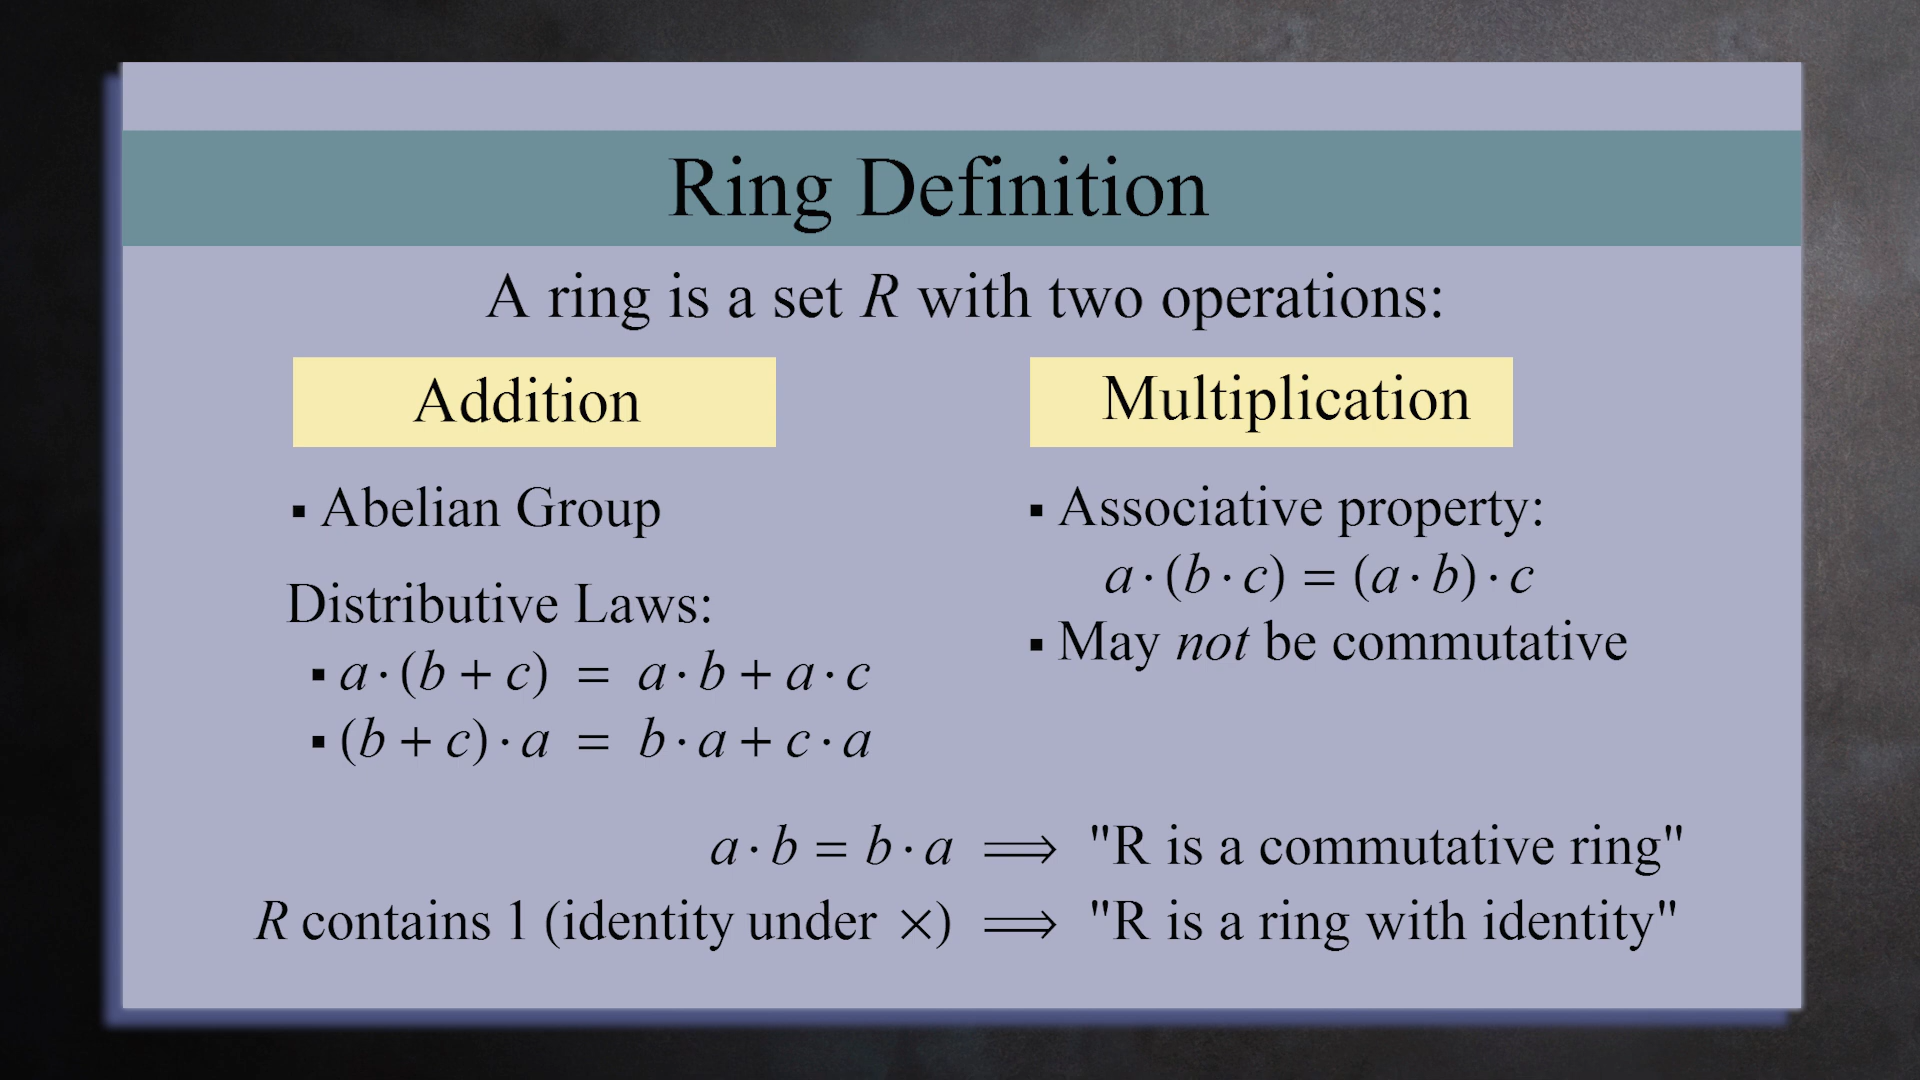 Ring Definition
A ring is a set R with two operations:
Addition
▪ Abelian Group
Distributive Laws:
▪ a · (b + c) = a · b + a · c
▪ (b + c) · a = b · a + c · a
Multiplication
▪ Associative property:
a · (b · c) = (a · b) · c
▪ May not be commutative
a · b = b · a ⟹ "R is a commutative ring"
R contains 1 (identity under ×) ⟹ "R is a ring with identity"